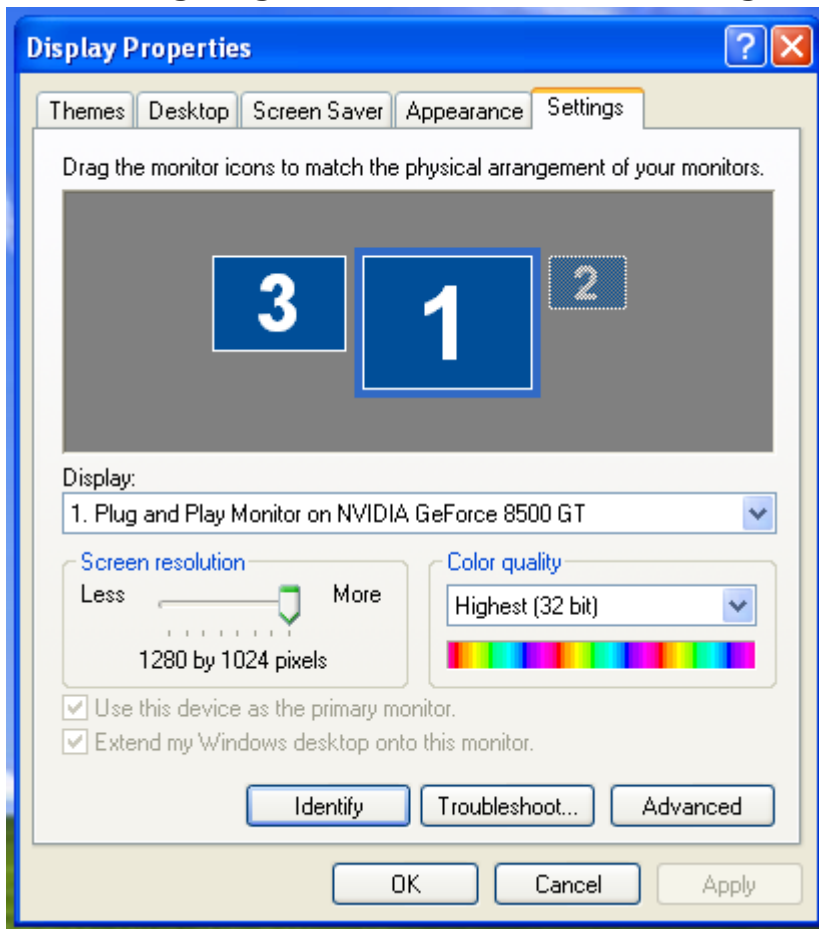 Display Properties
Themes Desktop Screen Saver Appearance Settings
Drag the monitor icons to match the physical arrangement of your monitors.
3 1 2
Display:
1. Plug and Play Monitor on NVIDIA GeForce 8500 GT
Screen resolution Color quality
Less More Highest (32 bit)
1280 by 1024 pixels
Use this device as the primary monitor.
Extend my Windows desktop onto this monitor.
Identify Troubleshoot... Advanced
OK Cancel Apply